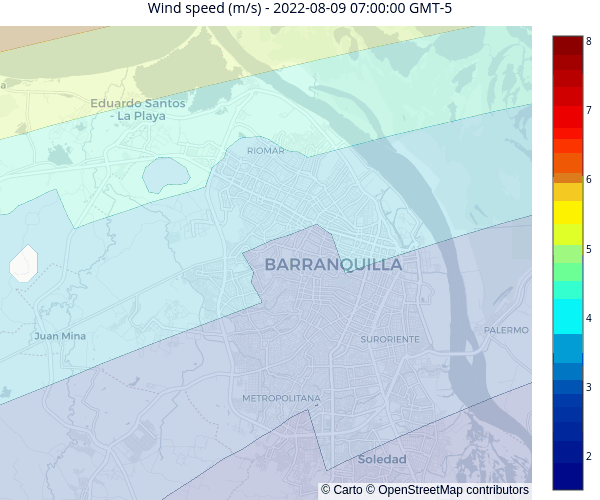 Wind speed (m/s) - 2022-08-09 07:00:00 GMT-5
8
7
6
5
4
3
2
a
Eduardo Santos
- La Playa
RIOMAR
BARRANQUILLA
Juan Mina
SURORIENTE
PALERMO
METROPOLITANA
Soledad
© Carto © OpenStreetMap contributors